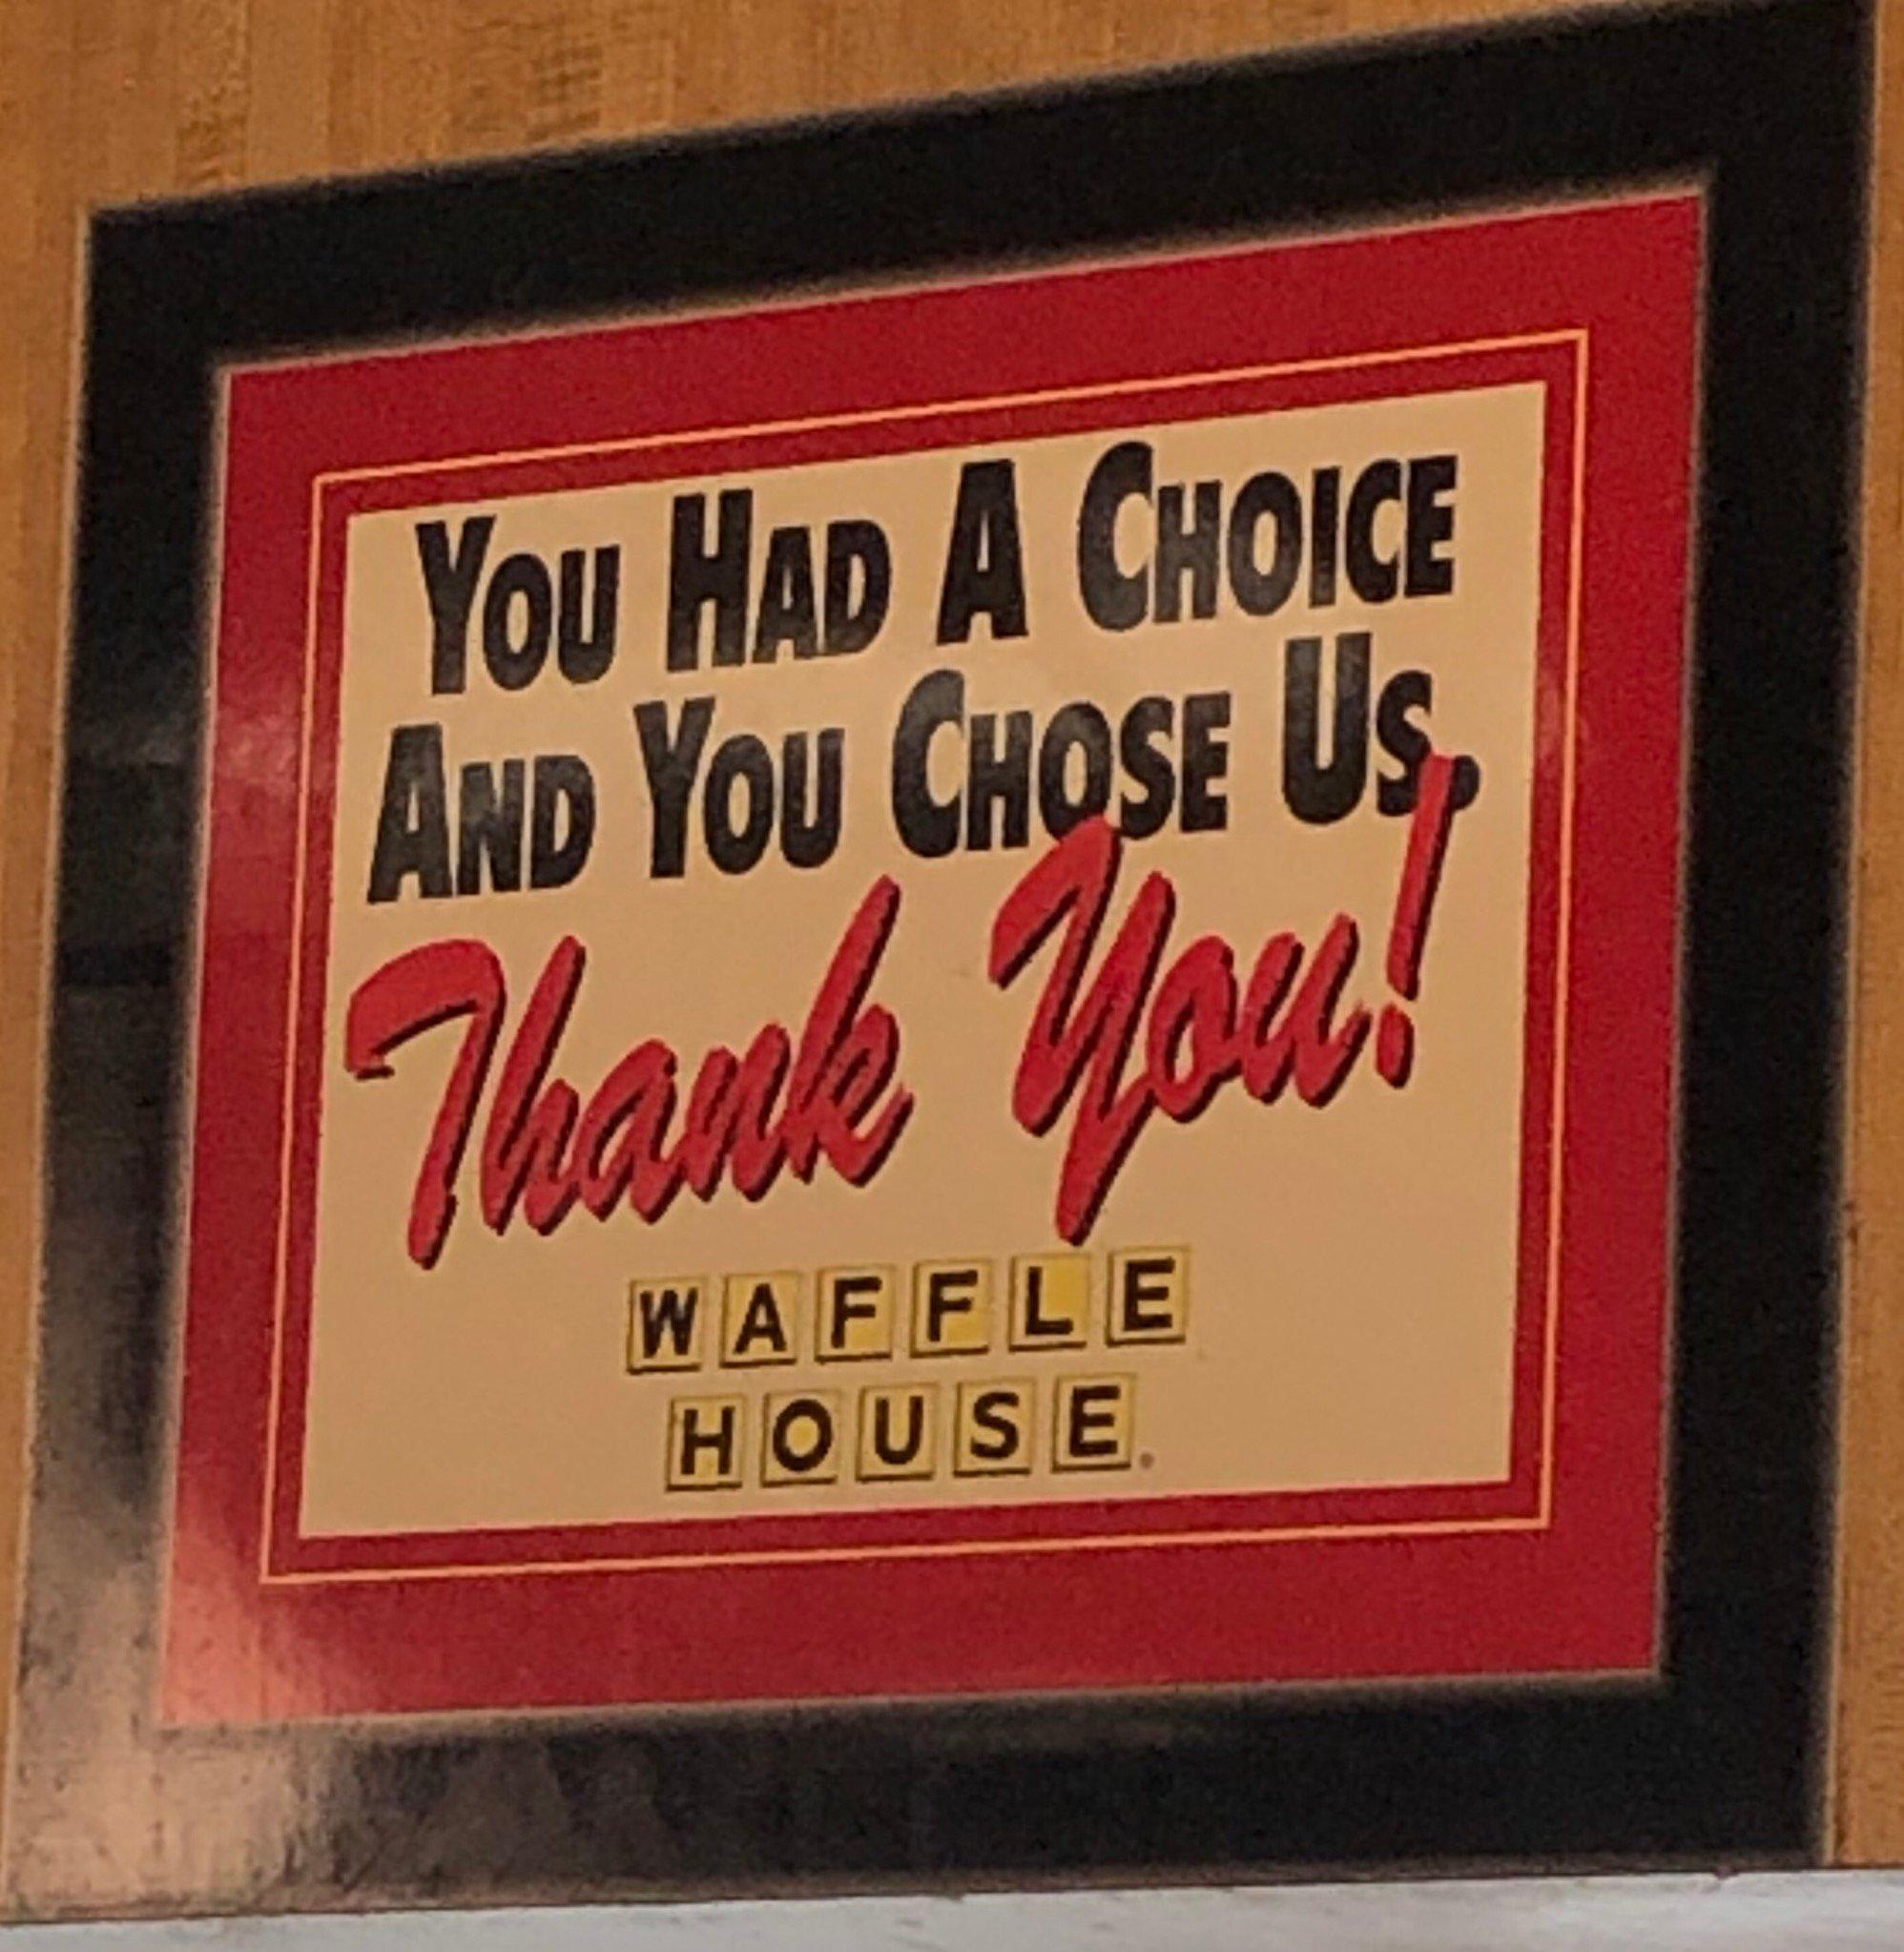 You Had A Choice
And You Chose Us.
Thank You!
WAFFLE
HOUSE